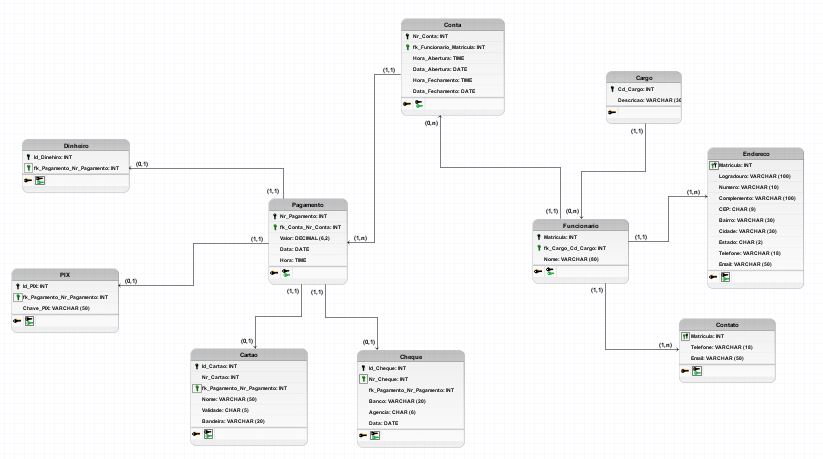 Conta
Nr_Conta: INT
fk_Funcionario_Matricula: INT
Hora_Abertura: TIME
Data_Abertura: DATE
Hora_Fechamento: TIME
Data_Fechamento: DATE
(1,1)
(0,n)
Cargo
Cd_Cargo: INT
Descricao: VARCHAR (30
(1,1)
Dinheiro
Id_Dinehiro: INT
fk_Pagamento_Nr_Pagamento: INT
(0,1)
(1,1)
Endereco
Matricula: INT
Logradouro: VARCHAR (100)
Numero: VARCHAR (10)
Complemento: VARCHAR (100)
CEP: CHAR (9)
Bairro: VARCHAR (30)
Cidade: VARCHAR (30)
Estado: CHAR (2)
Telefone: VARCHAR (18)
Email: VARCHAR (50)
(1,n)
Pagamento
Nr_Pagamento: INT
fk_Conta_Nr_Conta: INT
Valor: DECIMAL (6,2)
Data: DATE
Hora: TIME
(1,1)
(1,n)
(1,1)
(1,1)
(1,1)
(0,n)
Funcionario
Matricula: INT
fk_Cargo_Cd_Cargo: INT
Nome: VARCHAR (80)
(1,1)
(1,1)
PIX
Id_PIX: INT
fk_Pagamento_Nr_Pagamento: INT
Chave_PIX: VARCHAR (50)
(0,1)
Contato
Matricula: INT
Telefone: VARCHAR (18)
Email: VARCHAR (50)
(1,n)
(0,1)
Cartao
Id_Cartao: INT
Nr_Cartao: INT
fk_Pagamento_Nr_Pagamento: INT
Nome: VARCHAR (50)
Validade: CHAR (5)
Bandeira: VARCHAR (20)
(0,1)
Cheque
Id_Cheque: INT
Nr_Cheque: INT
fk_Pagamento_Nr_Pagamento: INT
Banco: VARCHAR (20)
Agencia: CHAR (6)
Data: DATE